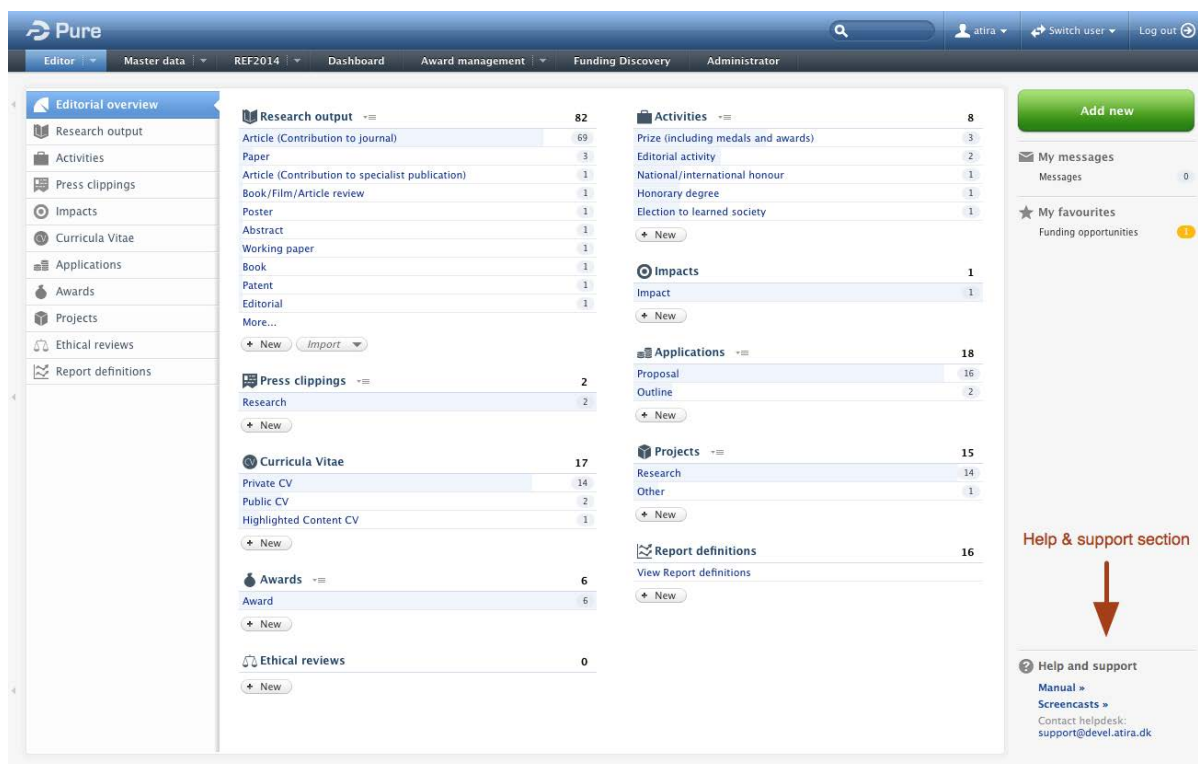 Pure
atira
Switch user
Log out
Editor
Master data
REF2014
Dashboard
Award management
Funding Discovery
Administrator
Editorial overview
Research output
Activities
Press clippings
Impacts
Curricula Vitae
Applications
Awards
Projects
Ethical reviews
Report definitions
Research output 82
Article (Contribution to journal) 69
Paper 3
Article (Contribution to specialist publication) 1
Book/Film/Article review 1
Poster 1
Abstract 1
Working paper 1
Book 1
Patent 1
Editorial 1
More...
+ New Import
Press clippings 2
Research 2
+ New
Curricula Vitae 17
Private CV 14
Public CV 2
Highlighted Content CV 1
+ New
Awards 6
Award 6
+ New
Ethical reviews 0
+ New
Activities 8
Prize (including medals and awards) 3
Editorial activity 2
National/international honour 1
Honorary degree 1
Election to learned society 1
+ New
Impacts 1
Impact 1
+ New
Applications 18
Proposal 16
Outline 2
+ New
Projects 15
Research 14
Other 1
+ New
Report definitions 16
View Report definitions
+ New
Add new
My messages
Messages 0
My favourites
Funding opportunities 1
Help & support section
Help and support
Manual »
Screencasts »
Contact helpdesk:
support@devel.atira.dk